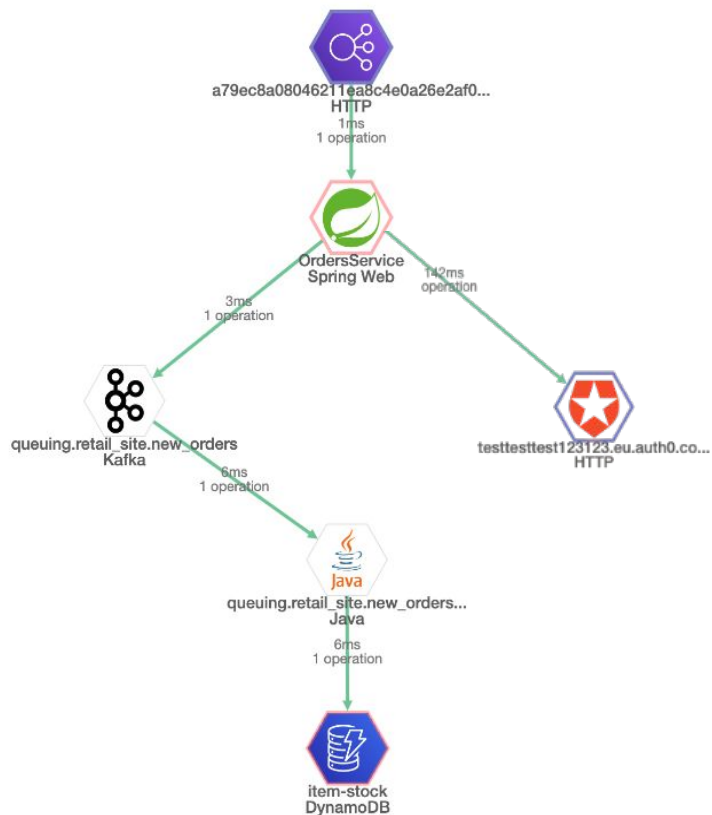 a79ec8a08046211ea8c4e0a26e2af0...
HTTP
1ms
1 operation
OrdersService
Spring Web
3ms
1 operation
142ms
operation
queuing.retail_site.new_orders
Kafka
testtesttest123123.eu.auth0.co...
HTTP
6ms
1 operation
Java
queuing.retail_site.new_orders...
Java
6ms
1 operation
item-stock
DynamoDB